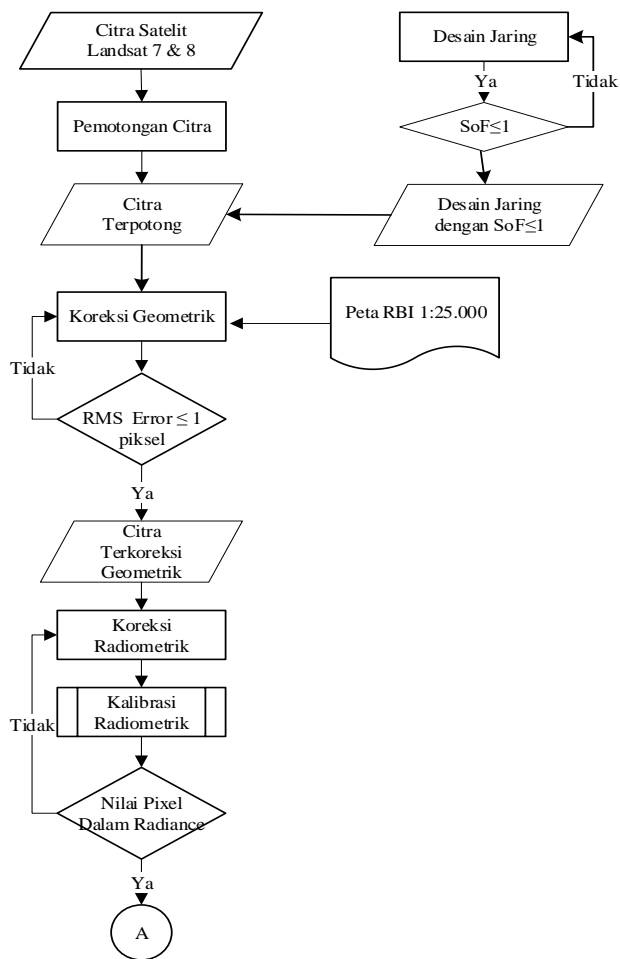 Citra Satelit
Landsat 7 & 8
Desain Jaring
Ya
Tidak
Pemotongan Citra
SoF≤1
Citra
Terpotong
Desain Jaring
dengan SoF≤1
Koreksi Geometrik
Peta RBI 1:25.000
Tidak
RMS Error ≤ 1
piksel
Ya
Citra
Terkoreksi
Geometrik
Koreksi
Radiometrik
Kalibrasi
Radiometrik
Tidak
Nilai Pixel
Dalam Radiance
Ya
A